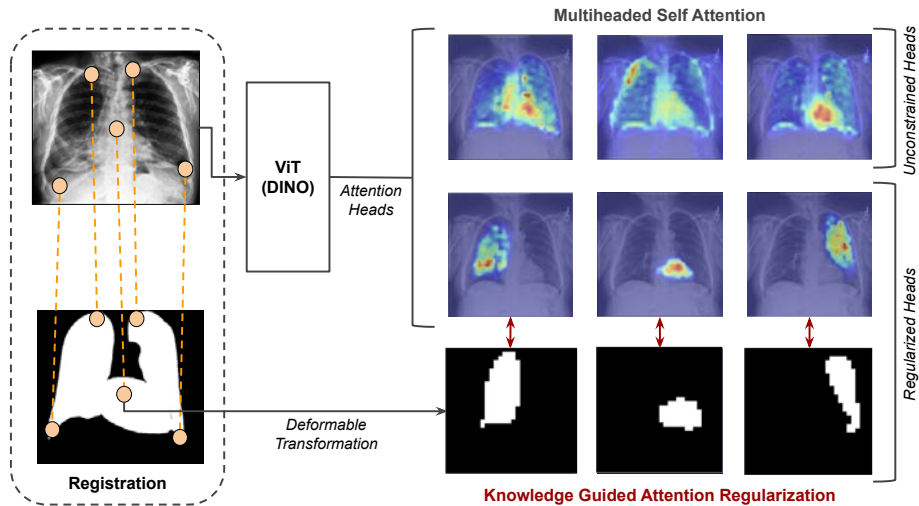 Multiheaded Self Attention
Unconstrained Heads
ViT
(DINO)
Attention
Heads
Regularized Heads
Deformable
Transformation
Registration
Knowledge Guided Attention Regularization